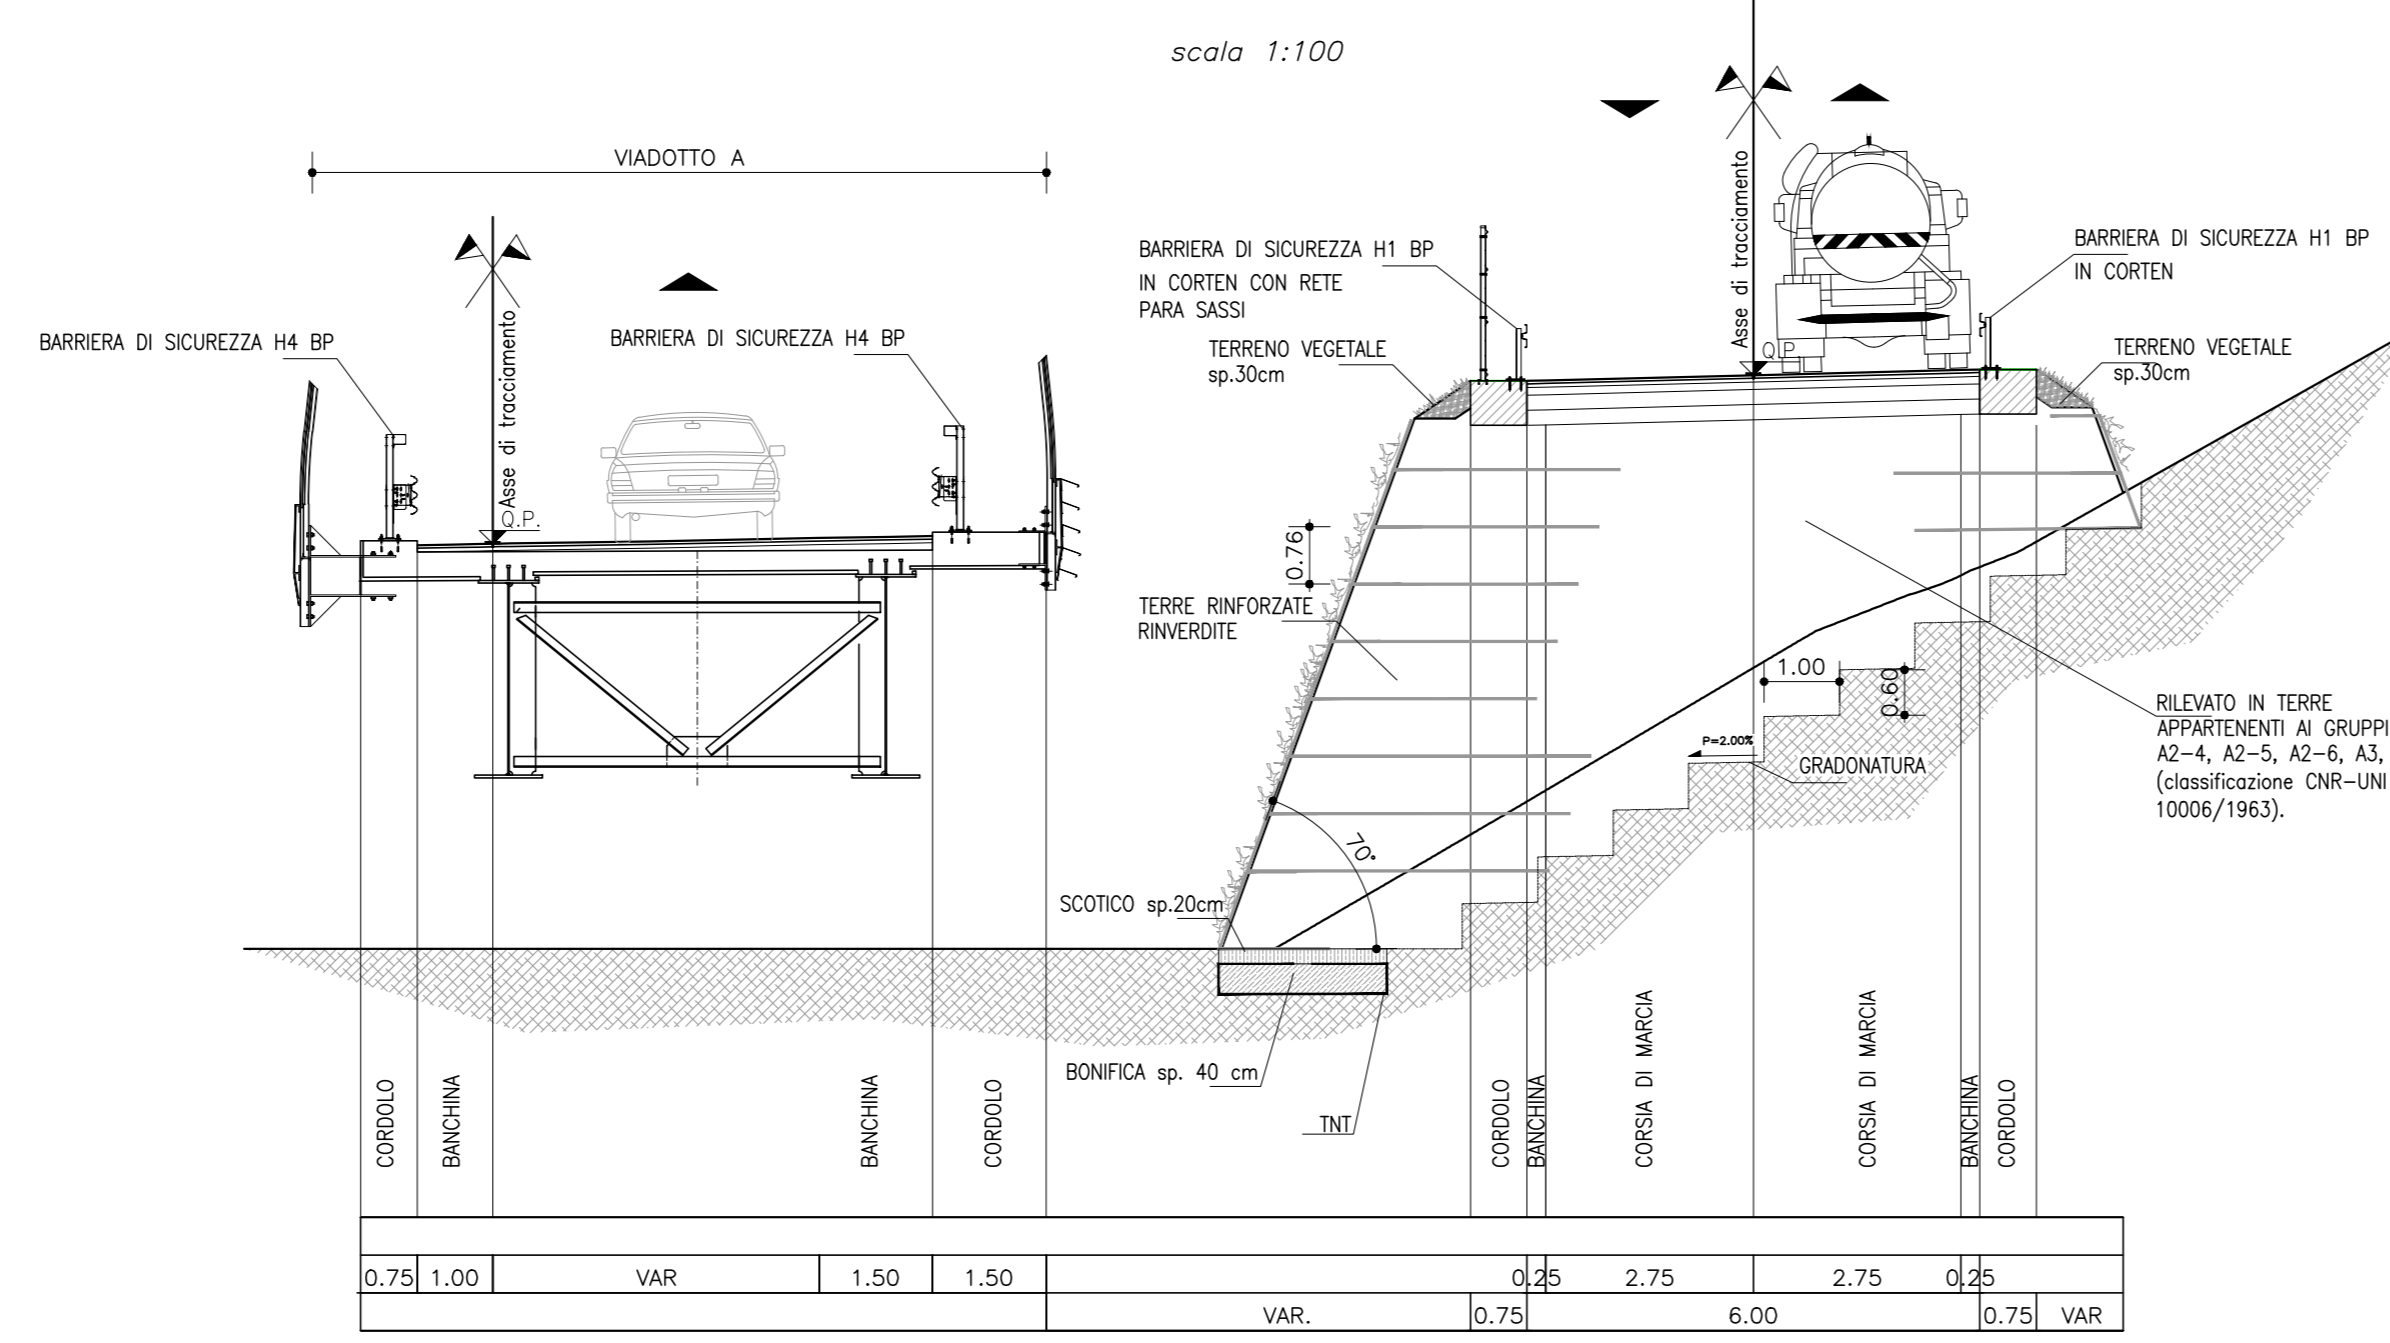 scala 1:100
VIADOTTO A
Asse di tracciamento
Q.P.
BARRIERA DI SICUREZZA H4 BP
BARRIERA DI SICUREZZA H4 BP
BARRIERA DI SICUREZZA H1 BP
IN CORTEN CON RETE
PARA SASSI
TERRENO VEGETALE
sp.30cm
Asse di tracciamento
Q.P.
BARRIERA DI SICUREZZA H1 BP
IN CORTEN
TERRENO VEGETALE
sp.30cm
0.76
TERRE RINFORZATE
RINVERDITE
1.00
0.60
P=2.00%
GRADONATURA
RILEVATO IN TERRE
APPARTENENTI AI GRUPPI
A2-4, A2-5, A2-6, A3,
(classificazione CNR-UNI
10006/1963).
70°
SCOTICO sp.20cm
BONIFICA sp. 40 cm
TNT
CORDOLO
BANCHINA
BANCHINA
CORDOLO
CORDOLO
BANCHINA
CORSIA DI MARCIA
CORSIA DI MARCIA
BANCHINA
CORDOLO
0.75 1.00 VAR 1.50 1.50 0.25 2.75 2.75 0.25
VAR. 0.75 6.00 0.75 VAR